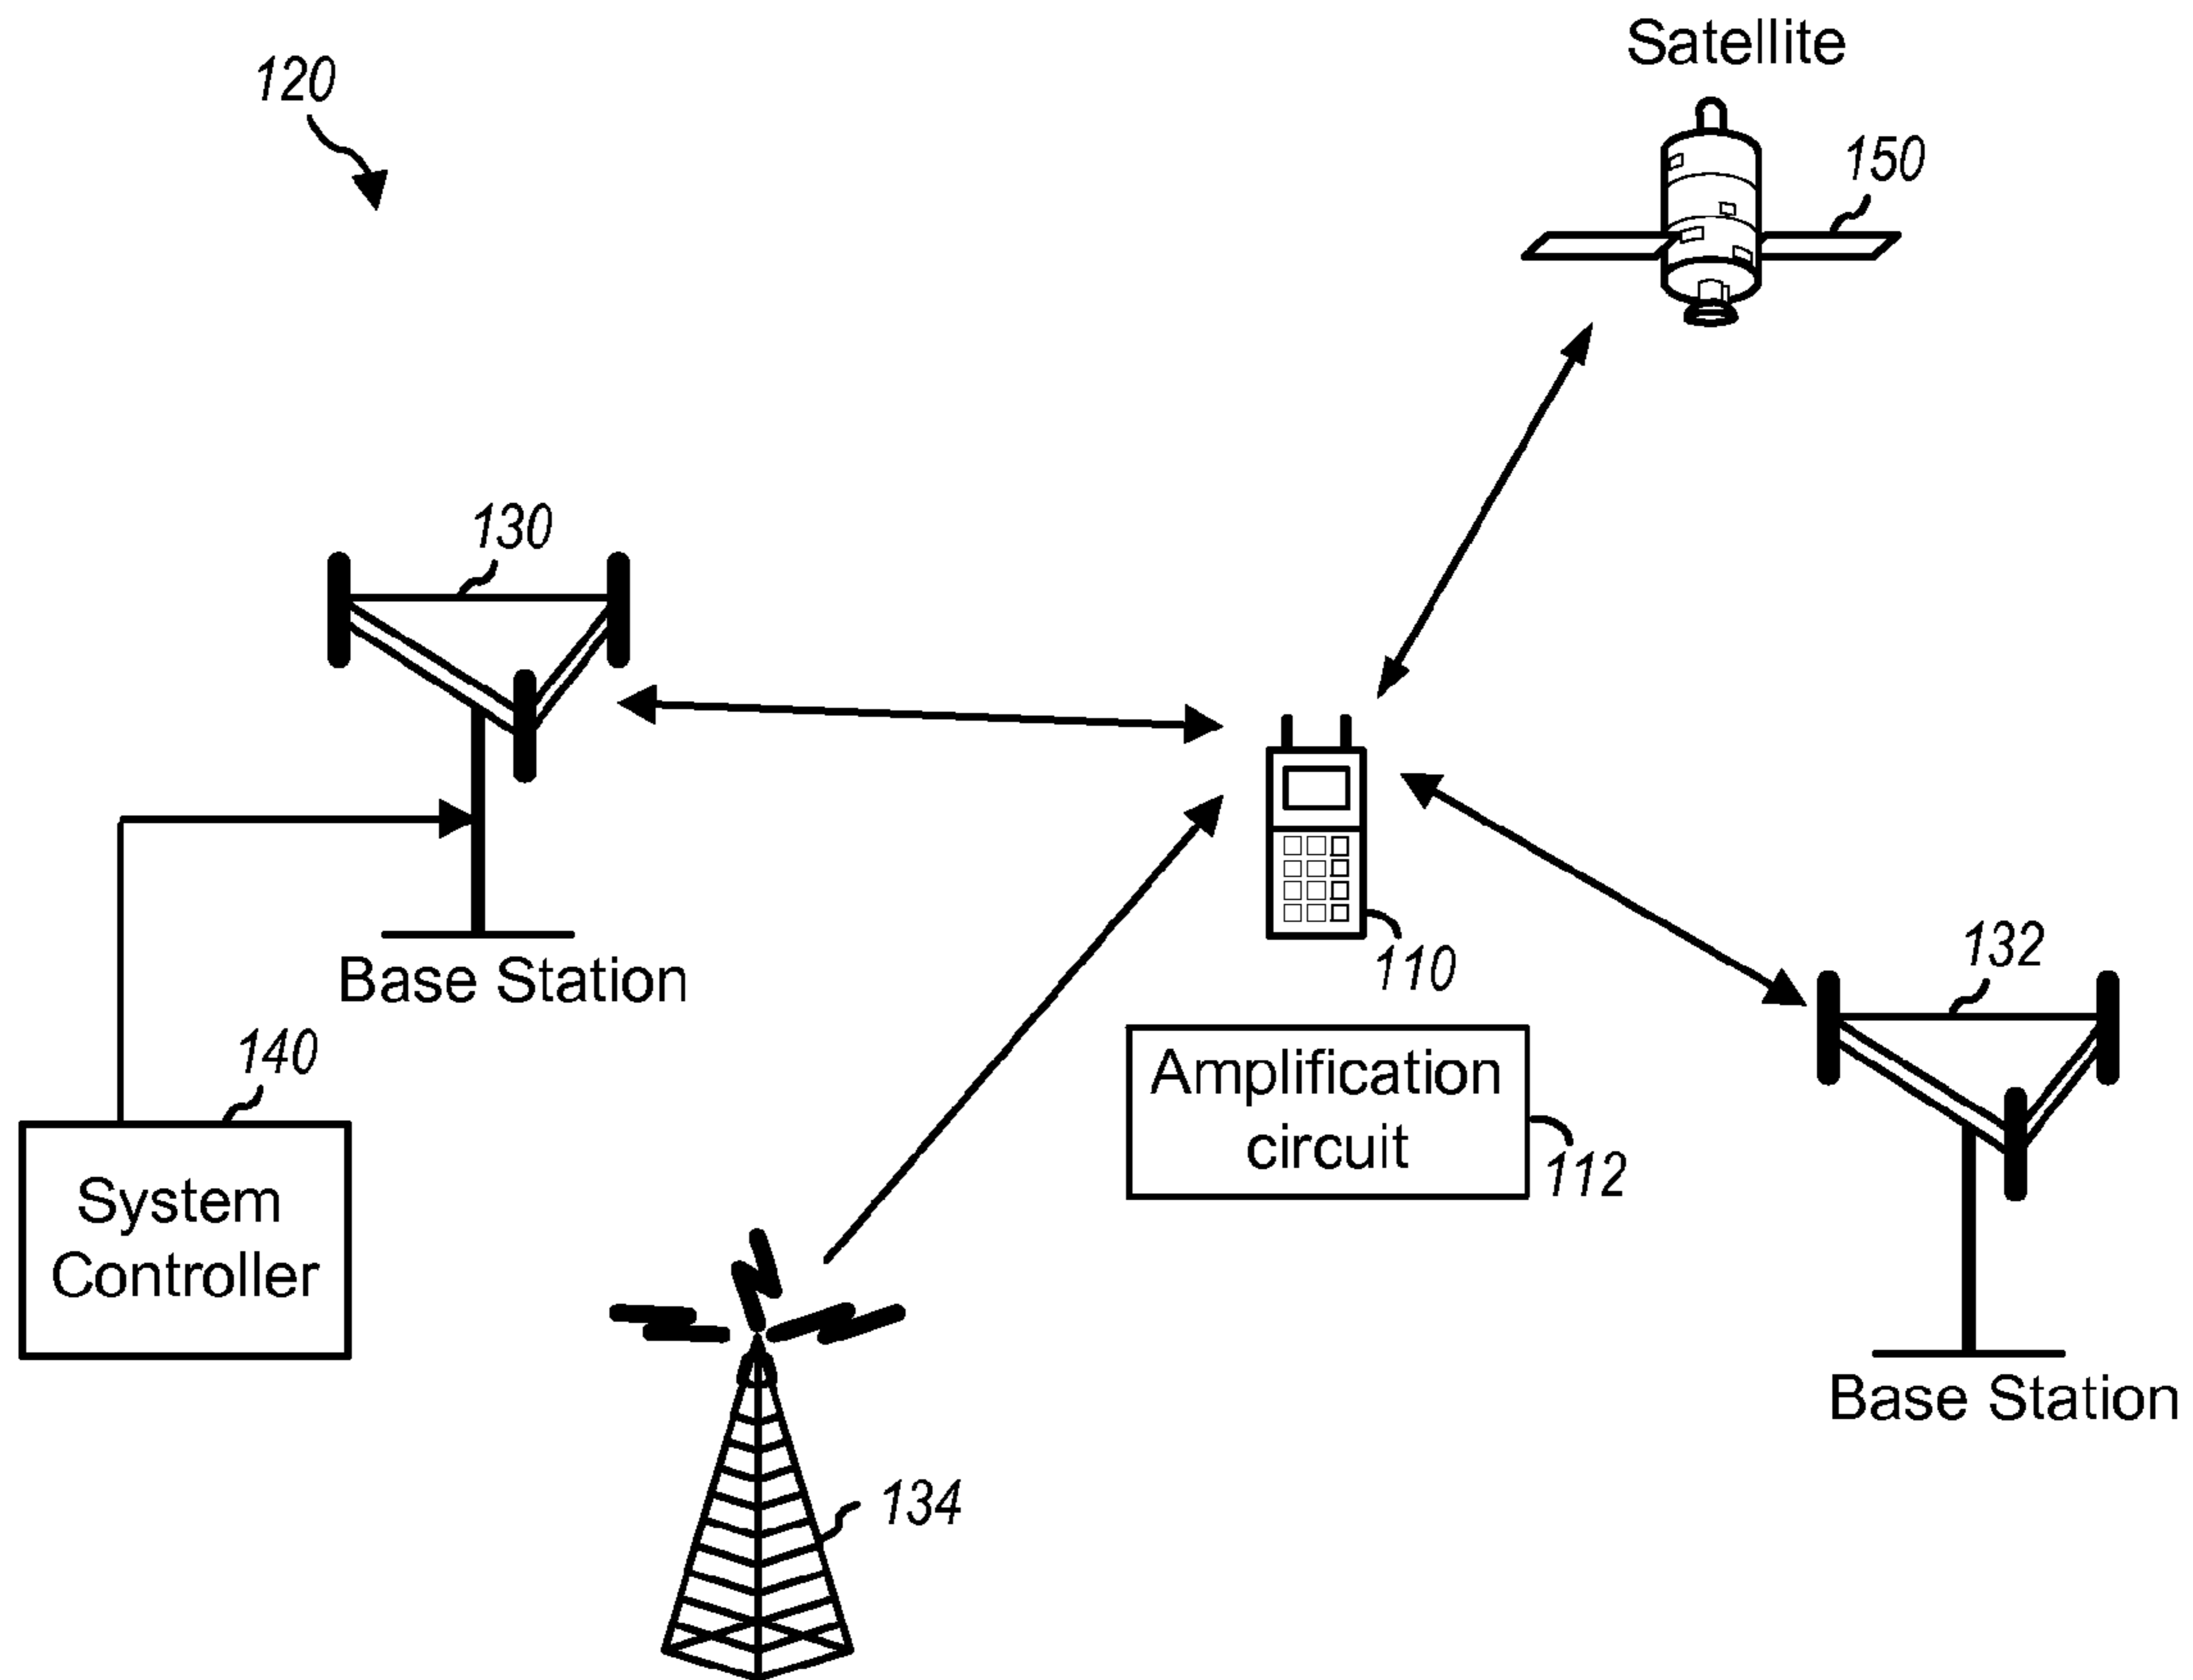 Satellite
120
150
130
110
132
Base Station
140
Amplification
circuit
112
System
Controller
134
Base Station